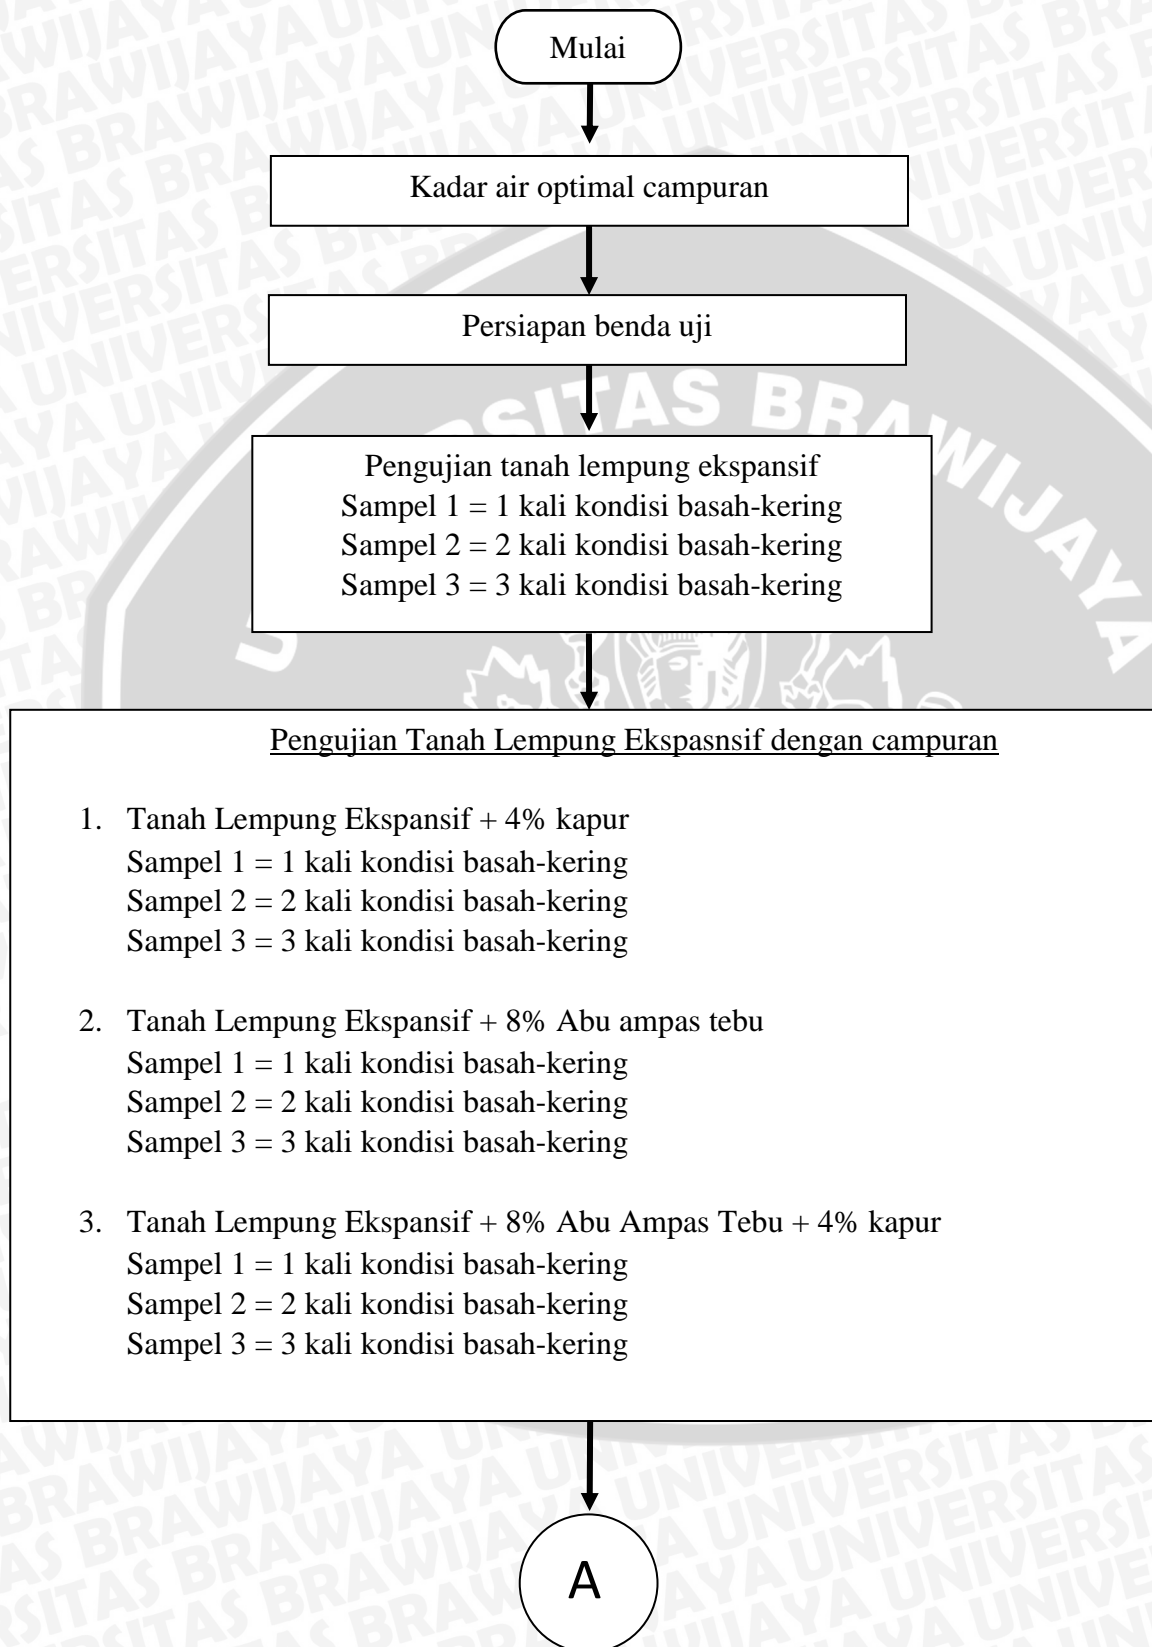 Mulai
Kadar air optimal campuran
Persiapan benda uji
Pengujian tanah lempung ekspansif
Sampel 1 = 1 kali kondisi basah-kering
Sampel 2 = 2 kali kondisi basah-kering
Sampel 3 = 3 kali kondisi basah-kering
Pengujian Tanah Lempung Ekspasnsif dengan campuran
1. Tanah Lempung Ekspansif + 4% kapur
Sampel 1 = 1 kali kondisi basah-kering
Sampel 2 = 2 kali kondisi basah-kering
Sampel 3 = 3 kali kondisi basah-kering
2. Tanah Lempung Ekspansif + 8% Abu ampas tebu
Sampel 1 = 1 kali kondisi basah-kering
Sampel 2 = 2 kali kondisi basah-kering
Sampel 3 = 3 kali kondisi basah-kering
3. Tanah Lempung Ekspansif + 8% Abu Ampas Tebu + 4% kapur
Sampel 1 = 1 kali kondisi basah-kering
Sampel 2 = 2 kali kondisi basah-kering
Sampel 3 = 3 kali kondisi basah-kering
A